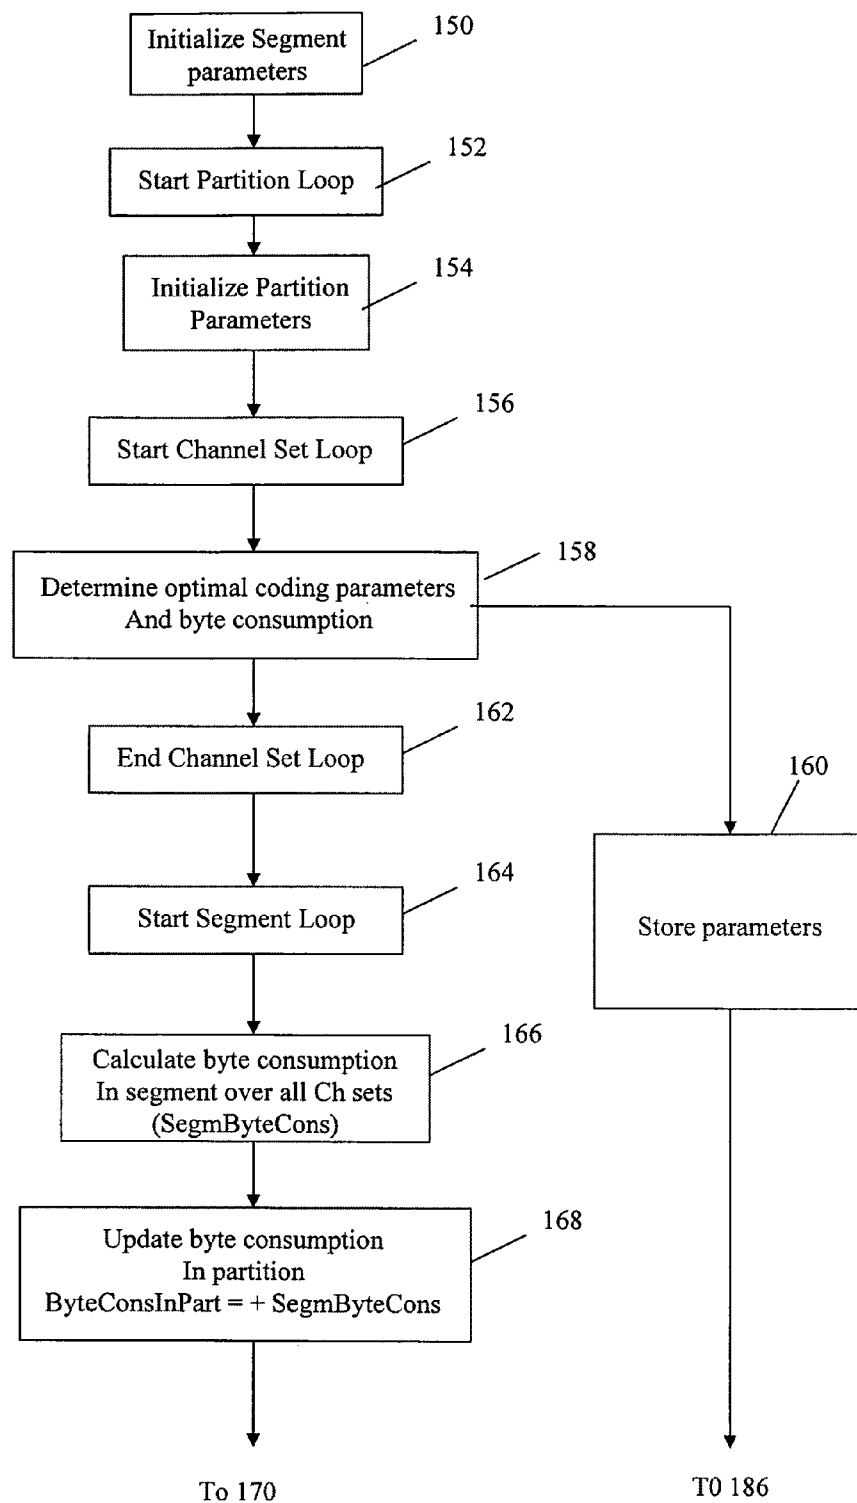 Initialize Segment
parameters
150
Start Partition Loop
152
Initialize Partition
Parameters
154
Start Channel Set Loop
156
Determine optimal coding parameters
And byte consumption
158
End Channel Set Loop
162
160
Store parameters
Start Segment Loop
164
Calculate byte consumption
In segment over all Ch sets
(SegmByteCons)
166
Update byte consumption
In partition
ByteConsInPart = + SegmByteCons
168
To 170
T0 186